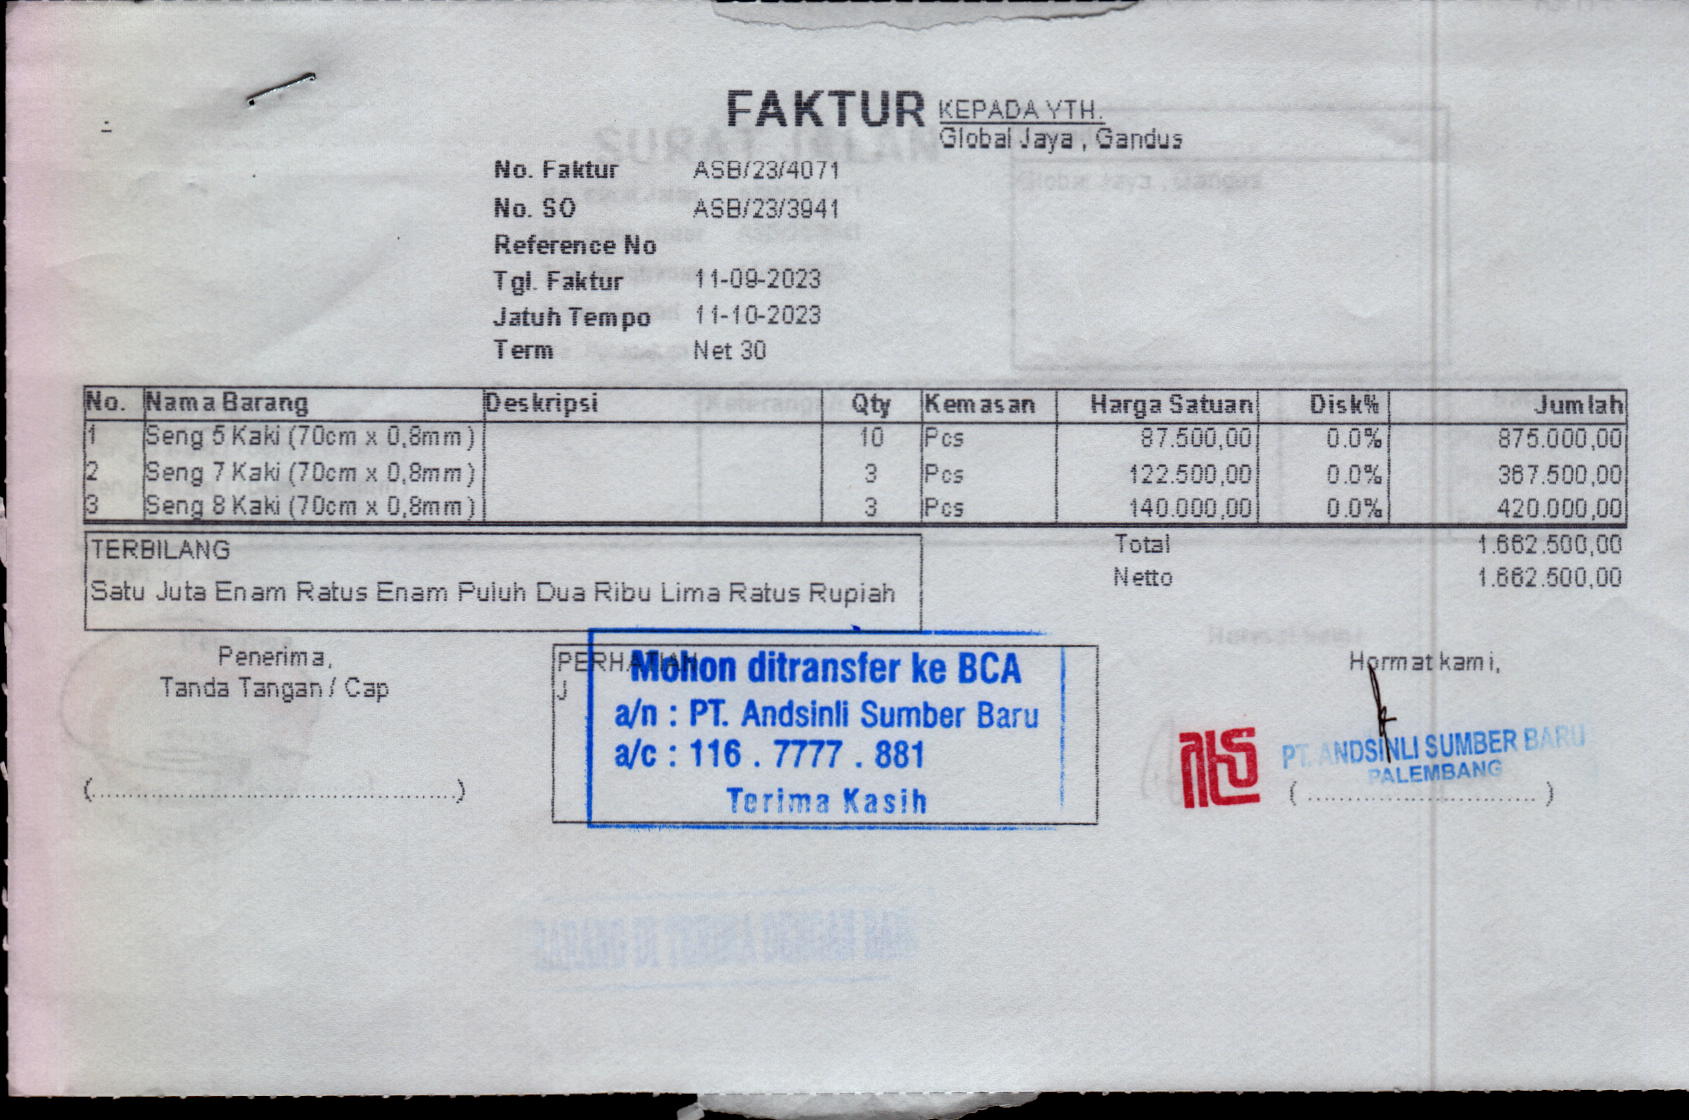 FAKTUR
KEPADA YTH.
Global Jaya , Gandus
No. Faktur ASB/23/4071
No. SO ASB/23/3941
Reference No
Tgl. Faktur 11-09-2023
Jatuh Tempo 11-10-2023
Term Net 30
No. Nama Barang Deskripsi Qty Kemasan Harga Satuan Disk% Jumlah
1 Seng 5 Kaki (70cm x 0,8mm) 10 Pcs 87.500,00 0.0% 875.000,00
2 Seng 7 Kaki (70cm x 0,8mm) 3 Pcs 122.500,00 0.0% 367.500,00
3 Seng 8 Kaki (70cm x 0,8mm) 3 Pcs 140.000,00 0.0% 420.000,00
TERBILANG
Satu Juta Enam Ratus Enam Puluh Dua Ribu Lima Ratus Rupiah
Total 1.662.500,00
Netto 1.662.500,00
Penerima,
Tanda Tangan / Cap
(..............................................)
PERHATIAN
J
Mohon ditransfer ke BCA
a/n : PT. Andsinli Sumber Baru
a/c : 116 . 7777 . 881
Terima Kasih
Hormat kami,
PT. ANDSINLI SUMBER BARU
PALEMBANG
( ............................. )